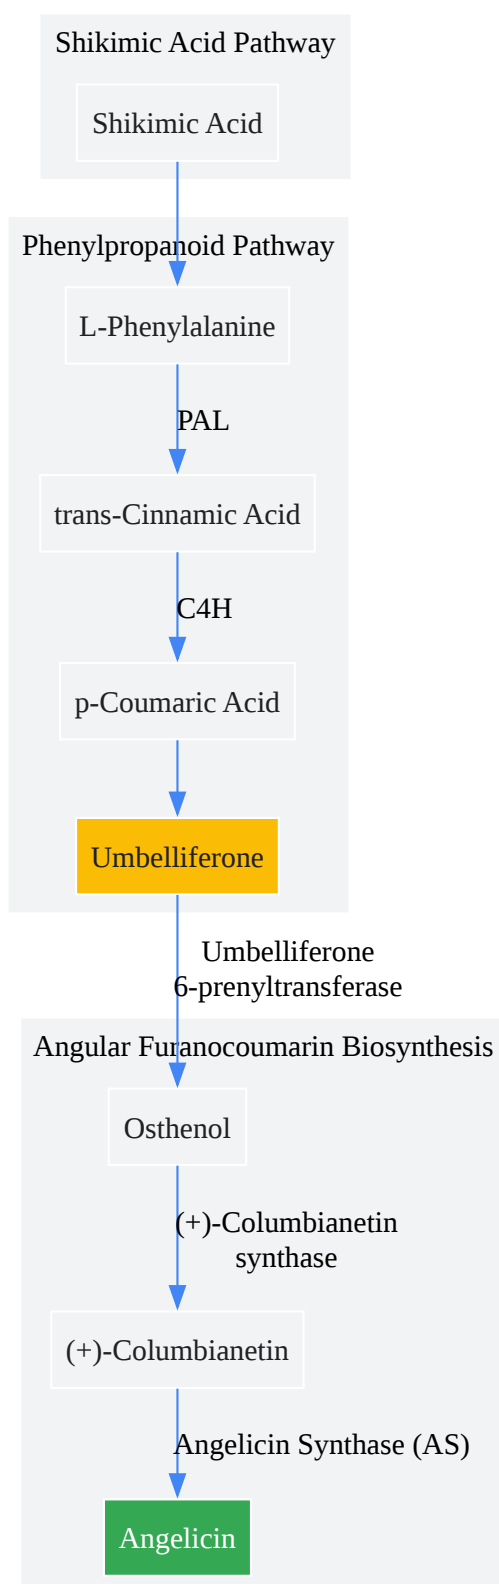 Shikimic Acid Pathway
Shikimic Acid
Phenylpropanoid Pathway
L-Phenylalanine
PAL
trans-Cinnamic Acid
C4H
p-Coumaric Acid
Umbelliferone
Umbelliferone
6-prenyltransferase
Angular Furanocoumarin Biosynthesis
Osthenol
(+)-Columbianetin
synthase
(+)-Columbianetin
Angelicin Synthase (AS)
Angelicin